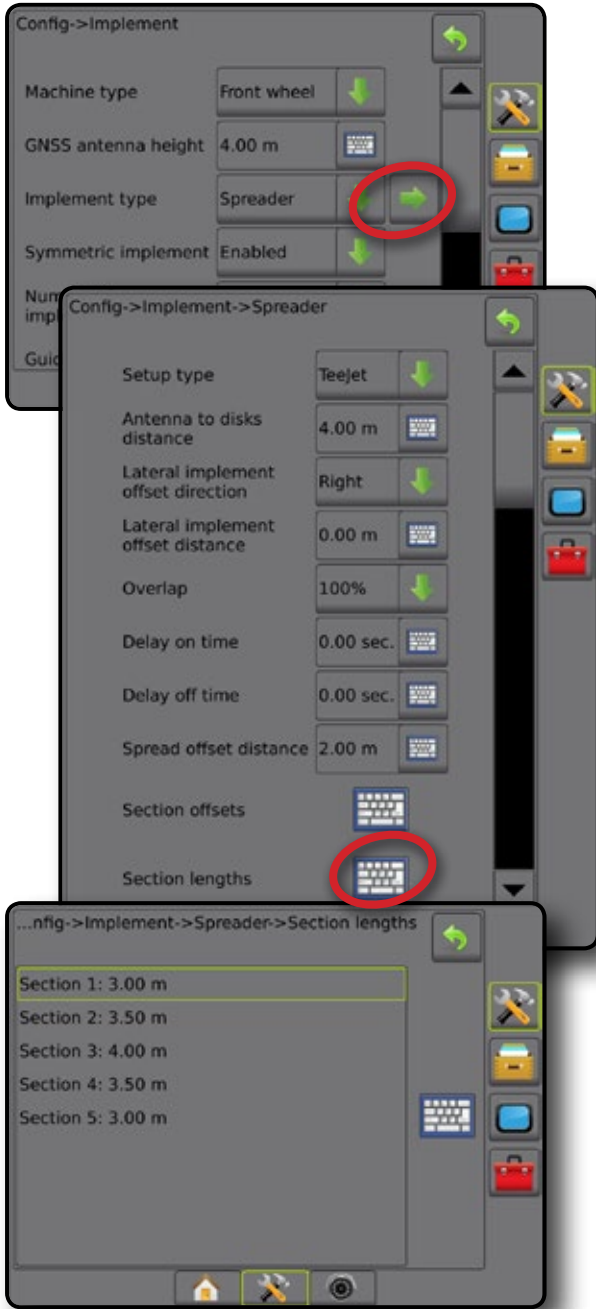 Config->Implement
Machine type Front wheel
GNSS antenna height 4.00 m
Implement type Spreader
Symmetric implement Enabled
Num
impl
Guid
Config->Implement->Spreader
Setup type TeeJet
Antenna to disks
distance 4.00 m
Lateral implement
offset direction Right
Lateral implement
offset distance 0.00 m
Overlap 100%
Delay on time 0.00 sec.
Delay off time 0.00 sec.
Spread offset distance 2.00 m
Section offsets
Section lengths
...nfig->Implement->Spreader->Section lengths
Section 1: 3.00 m
Section 2: 3.50 m
Section 3: 4.00 m
Section 4: 3.50 m
Section 5: 3.00 m